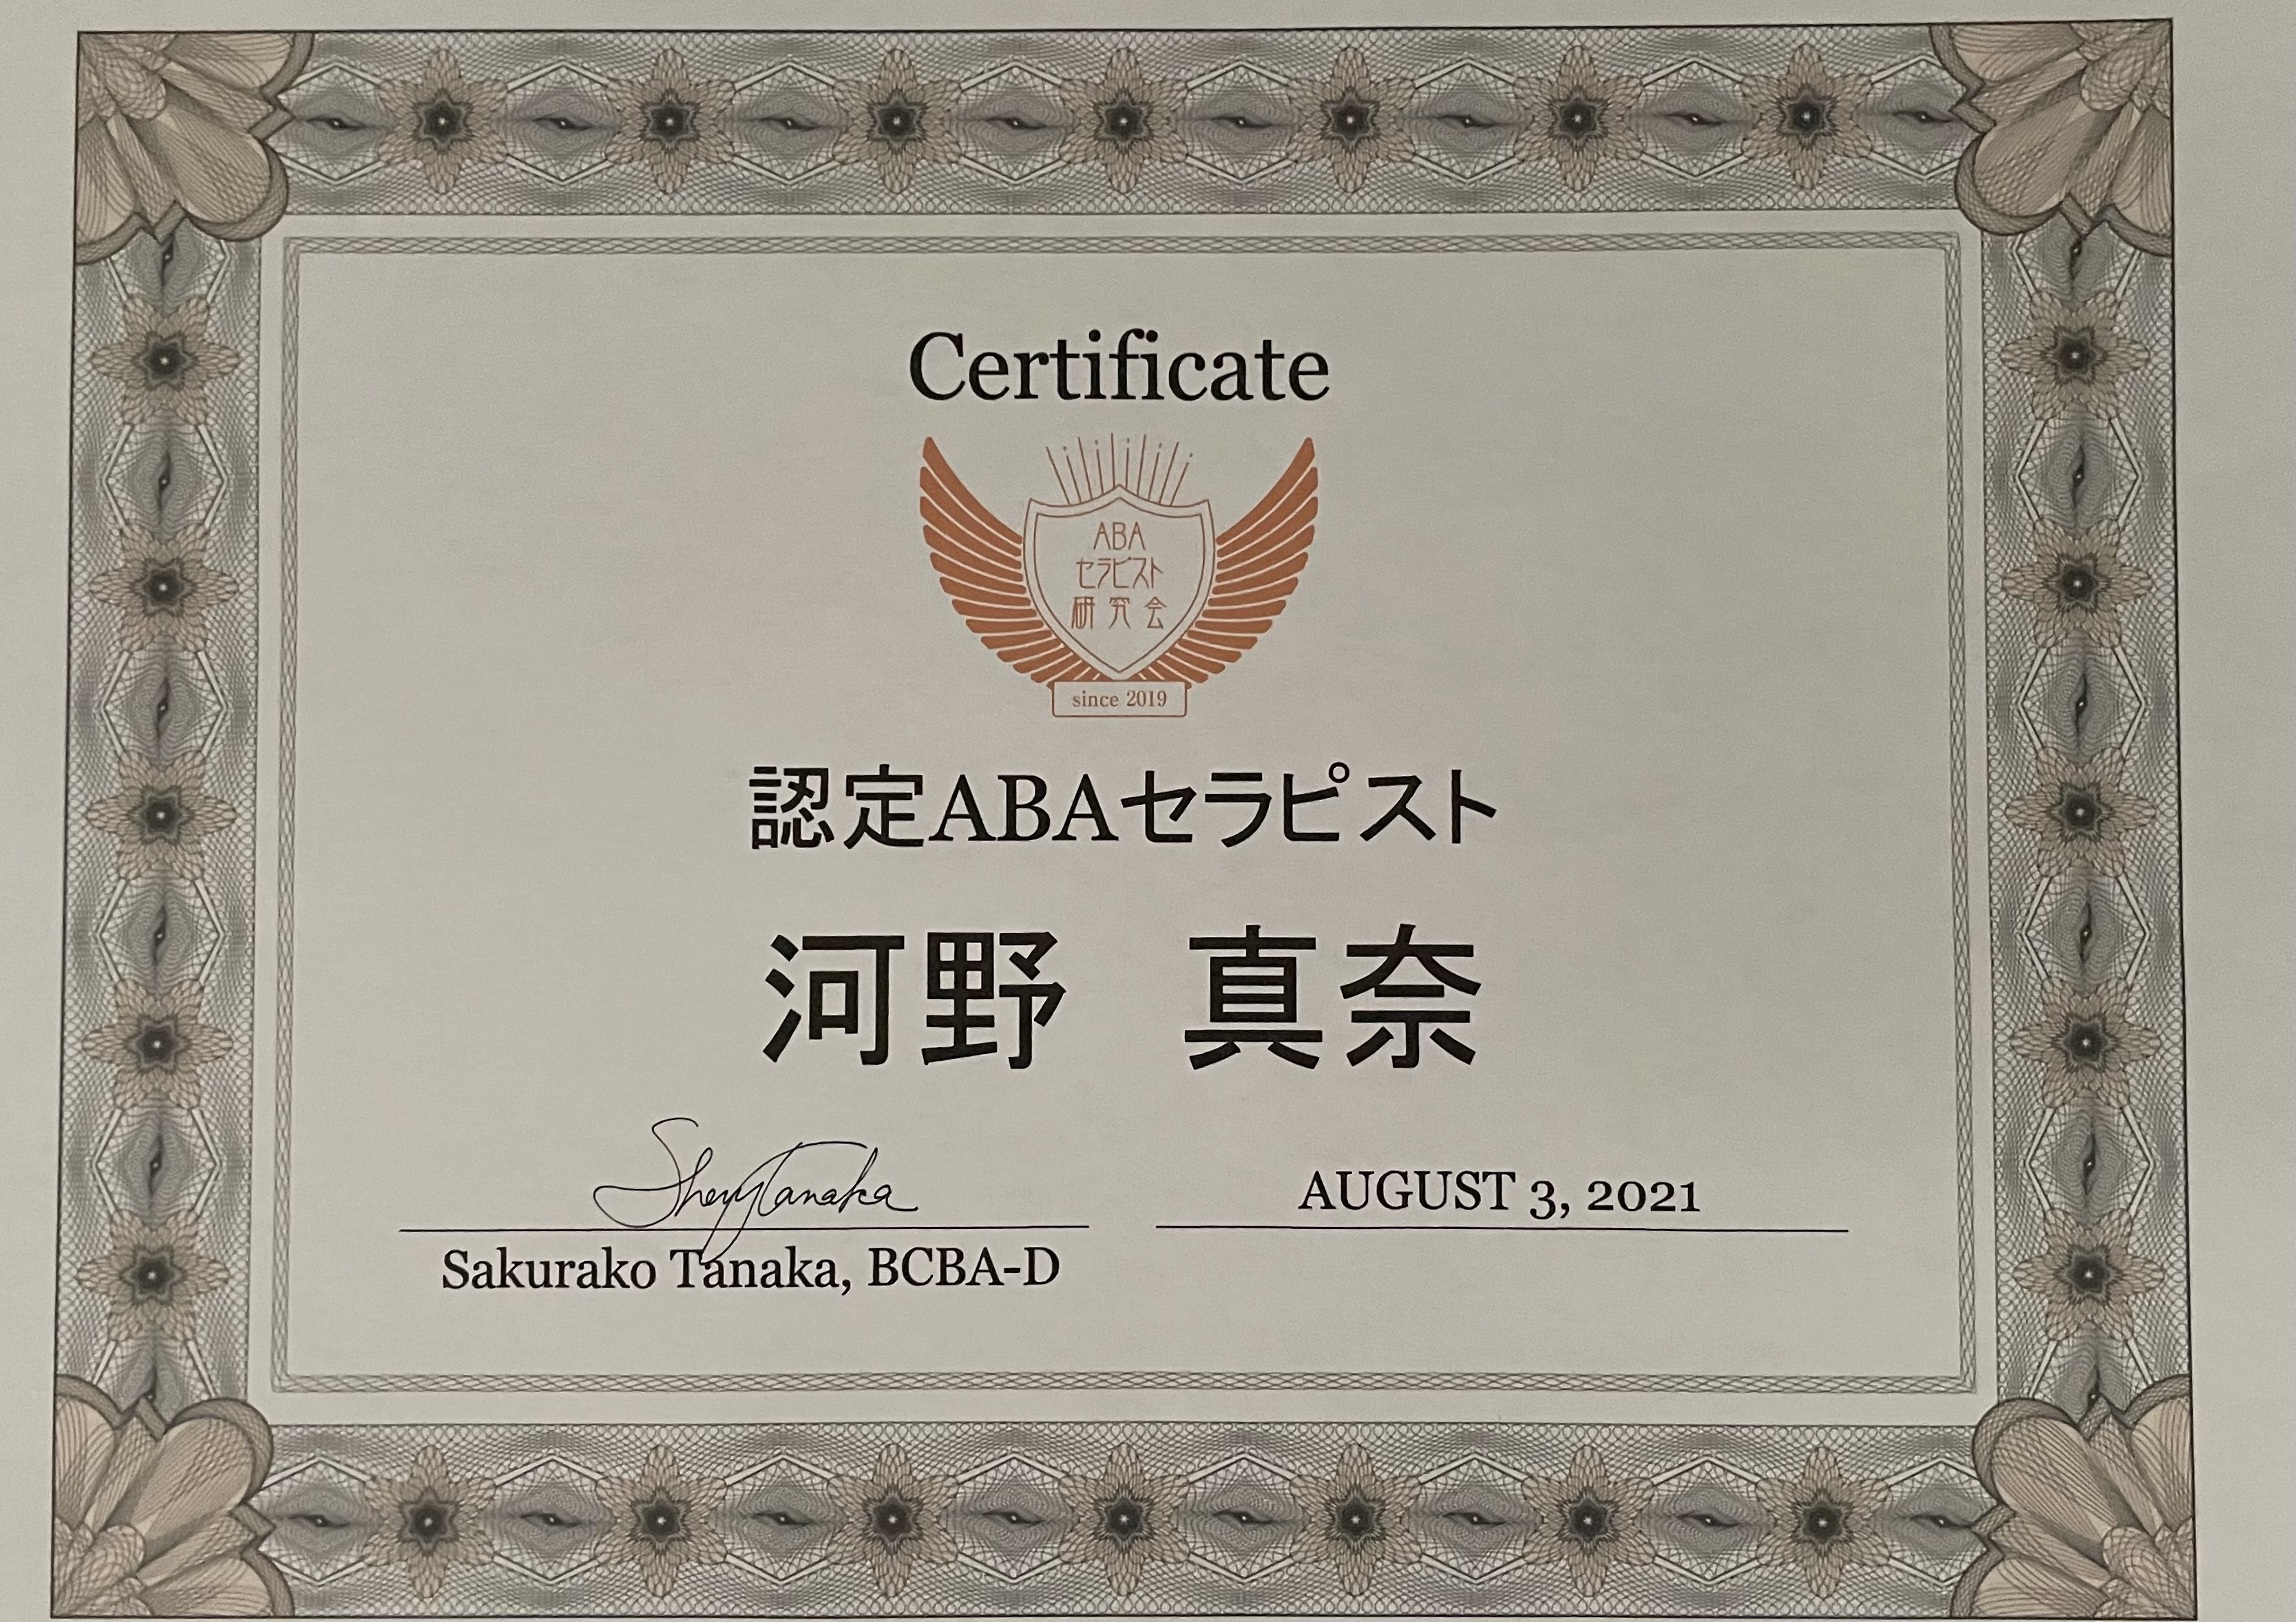 Certificate
ABA
セラピスト
研究会
since 2019
認定ABAセラピスト
河野 真奈
AUGUST 3, 2021
Sakurako Tanaka, BCBA-D